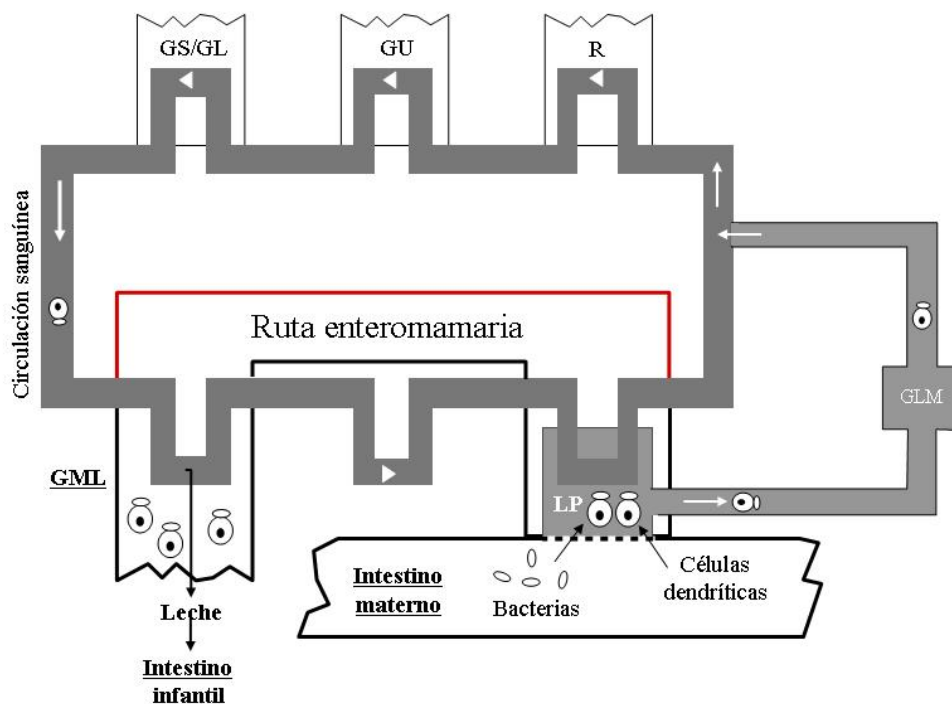 GS/GL
GU
R
Circulación sanguínea
Ruta enteromamaria
GLM
GML
LP
Intestino
materno
Bacterias
Células
dendríticas
Leche
Intestino
infantil